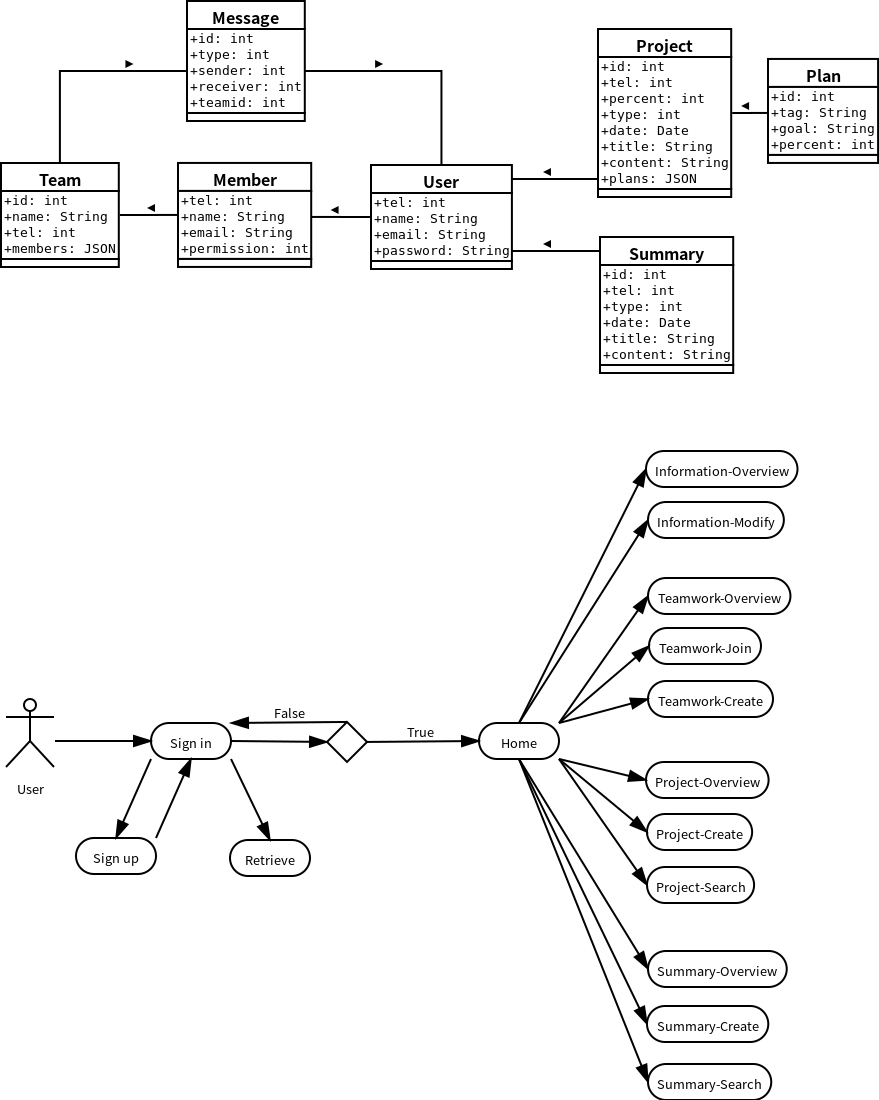 Message
+id: int
+type: int
+sender: int
+receiver: int
+teamid: int
Project
+id: int
+tel: int
+percent: int
+type: int
+date: Date
+title: String
+content: String
+plans: JSON
Plan
+id: int
+tag: String
+goal: String
+percent: int
Team
+id: int
+name: String
+tel: int
+members: JSON
Member
+tel: int
+name: String
+email: String
+permission: int
User
+tel: int
+name: String
+email: String
+password: String
Summary
+id: int
+tel: int
+type: int
+date: Date
+title: String
+content: String
Information-Overview
Information-Modify
Teamwork-Overview
Teamwork-Join
Teamwork-Create
User
Sign in
False
True
Home
Sign up
Retrieve
Project-Overview
Project-Create
Project-Search
Summary-Overview
Summary-Create
Summary-Search